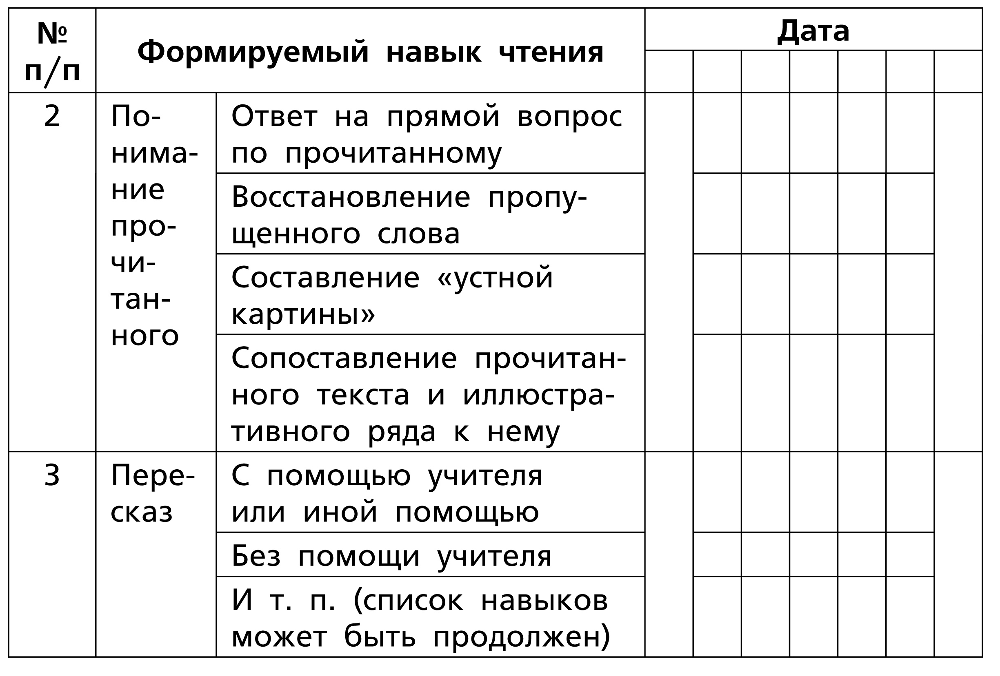 №
п/п
Формируемый навык чтения
Дата
2
По-
нима-
ние
про-
чи-
тан-
ного
Ответ на прямой вопрос
по прочитанному
Восстановление пропу-
щенного слова
Составление «устной
картины»
Сопоставление прочитан-
ного текста и иллюстра-
тивного ряда к нему
3
Пере-
сказ
С помощью учителя
или иной помощью
Без помощи учителя
И т. п. (список навыков
может быть продолжен)